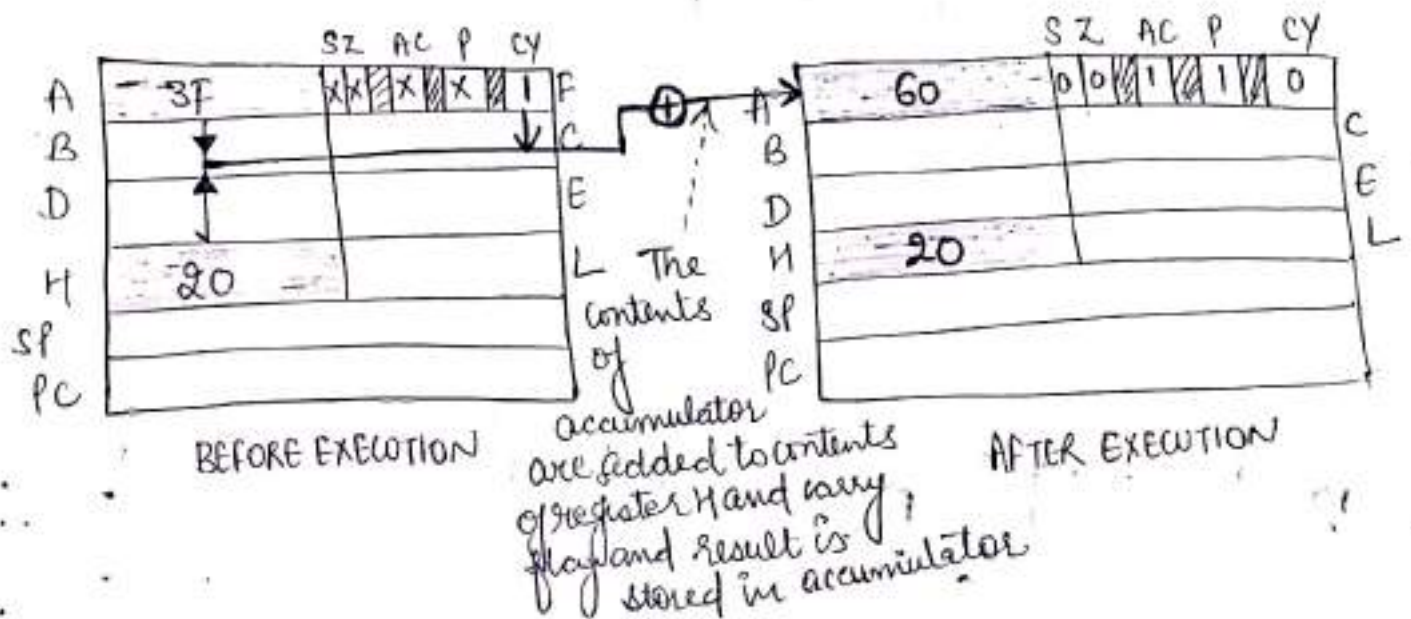 S Z AC P CY
A 3F X X X X 1 F
B C
D E
H 20 L
SP
PC
BEFORE EXECUTION
+
The
contents
of
accumulator
are added to contents
of register H and carry
flag and result is
stored in accumulator
S Z AC P CY
A 60 0 0 1 1 0
B C
D E
H 20 L
SP
PC
AFTER EXECUTION